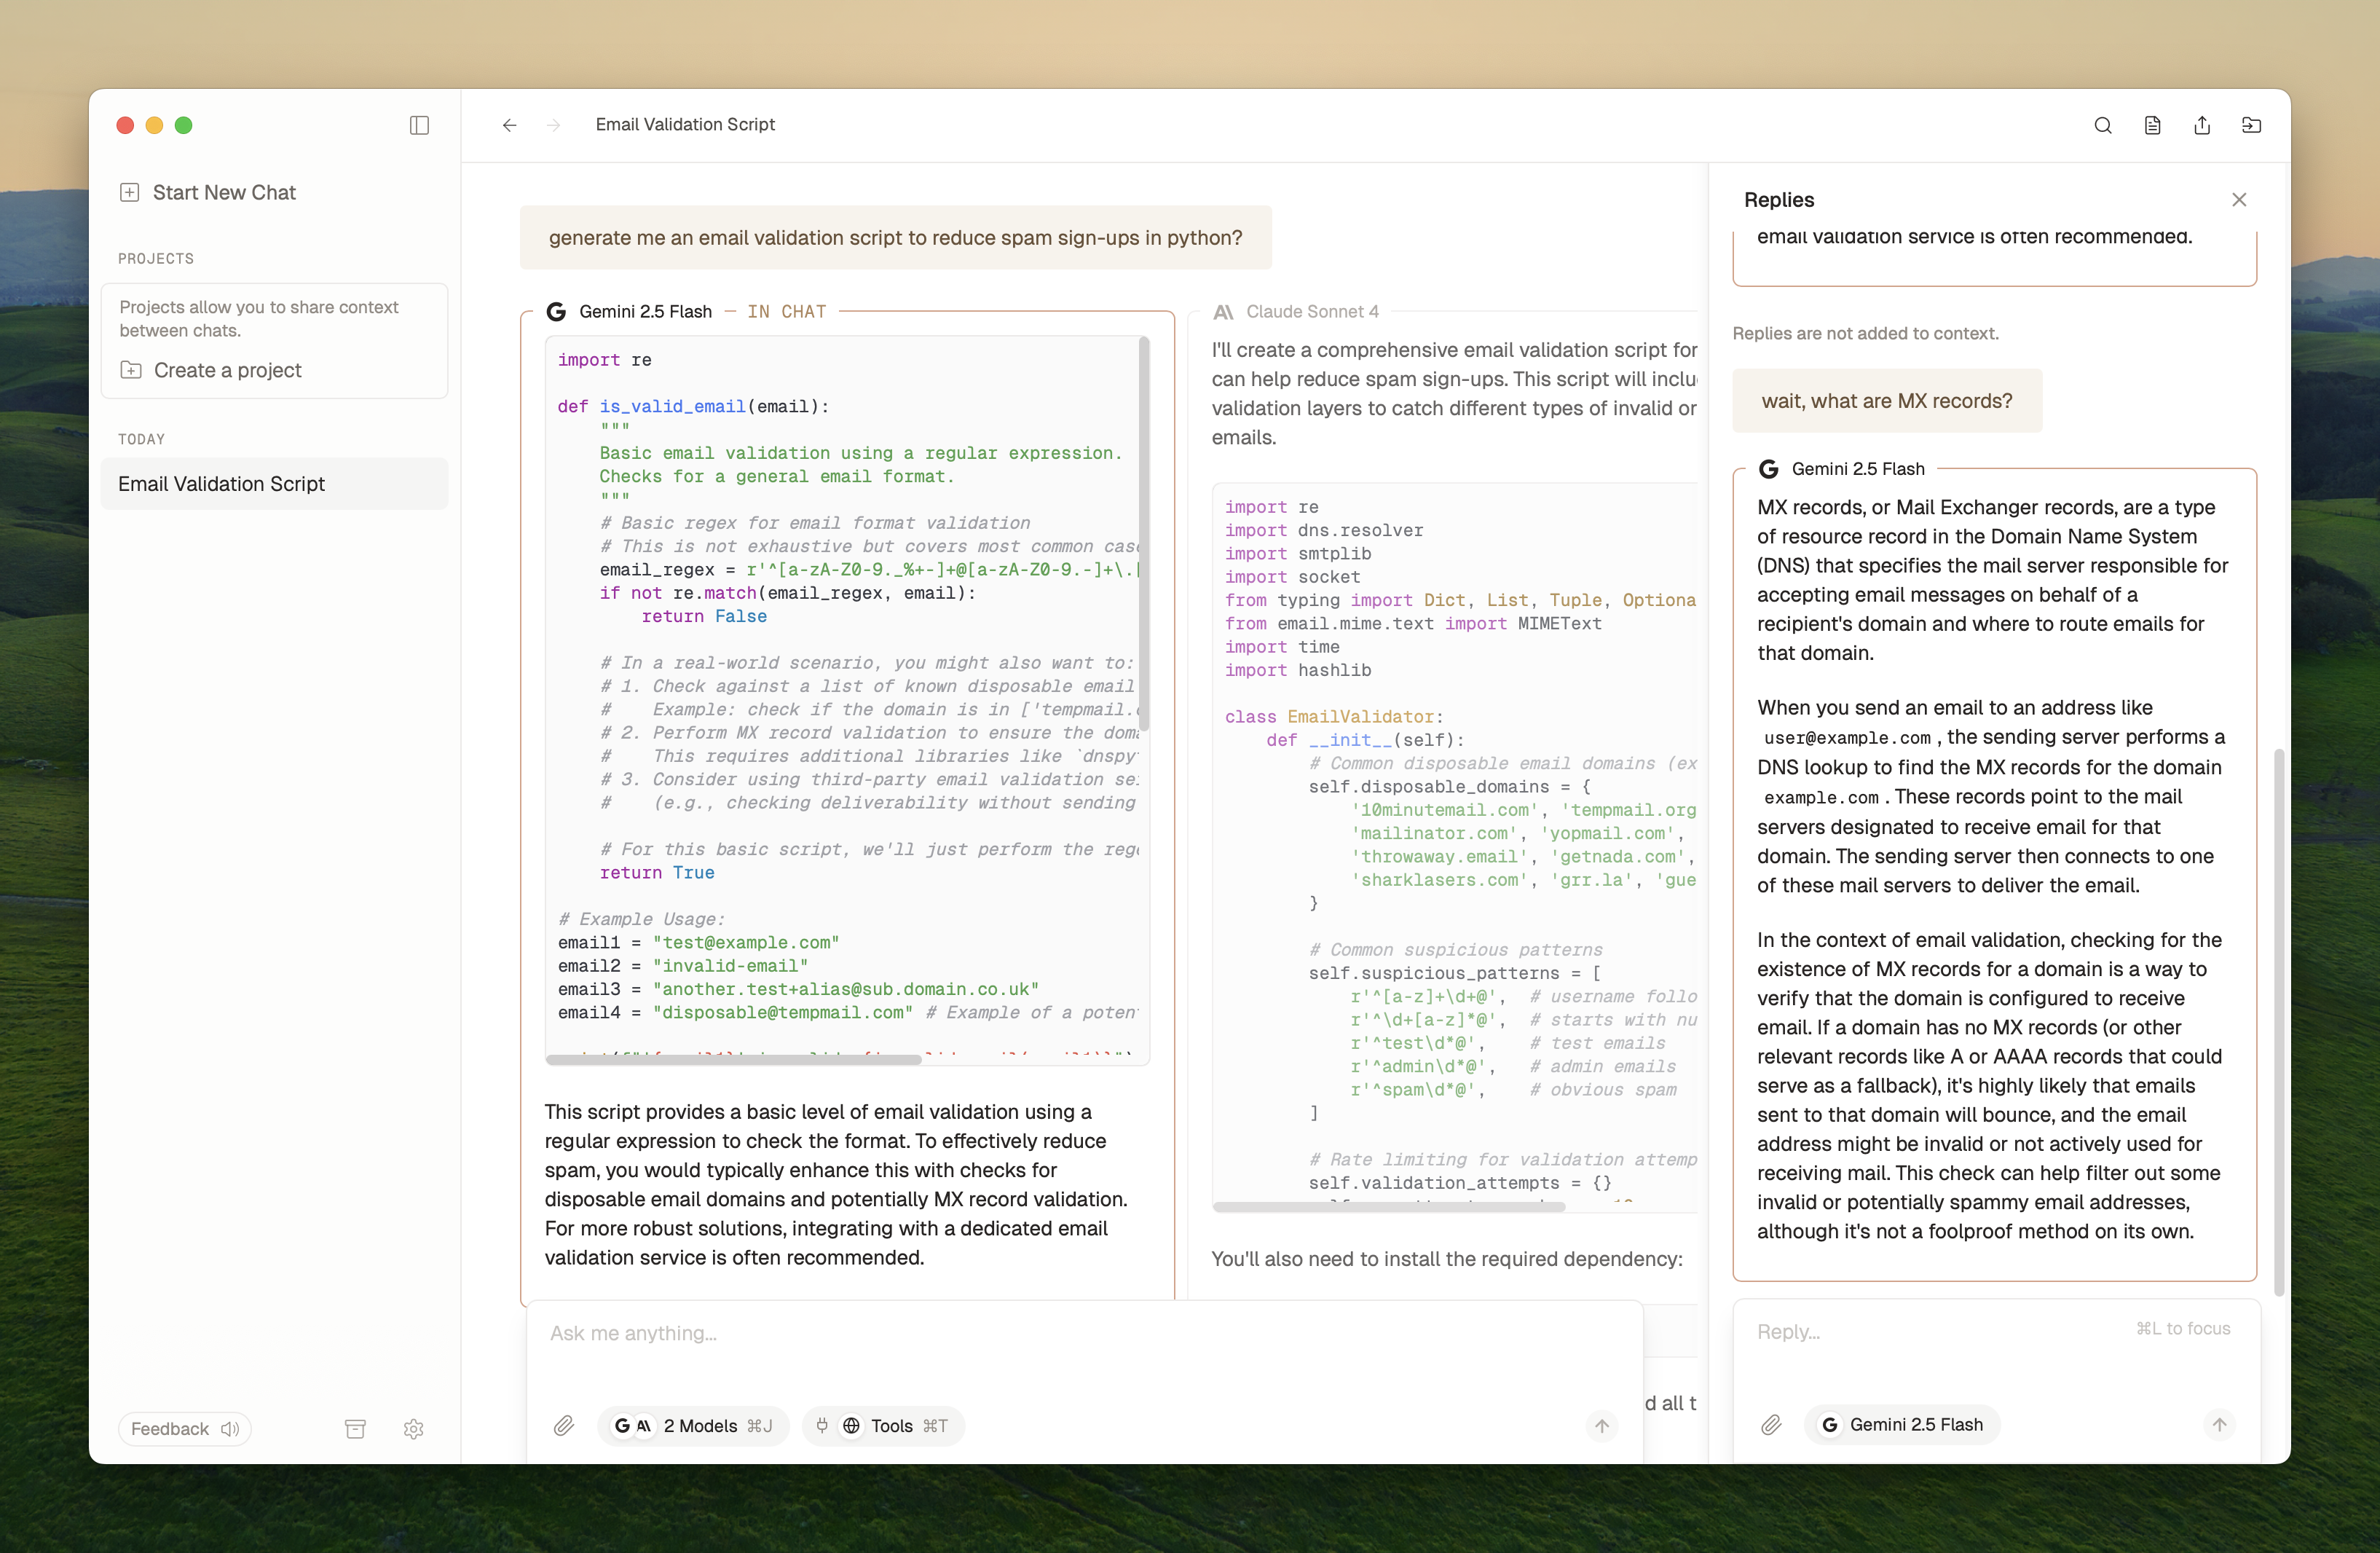 Start New Chat
PROJECTS
Projects allow you to share context
between chats.
Create a project
TODAY
Email Validation Script
Feedback
Email Validation Script
generate me an email validation script to reduce spam sign-ups in python?
Gemini 2.5 Flash — IN CHAT
import re
def is_valid_email(email):
"""
Basic email validation using a regular expression.
Checks for a general email format.
"""
# Basic regex for email format validation
# This is not exhaustive but covers most common cas
email_regex = r'^[a-zA-Z0-9._%+-]+@[a-zA-Z0-9.-]+\.[
if not re.match(email_regex, email):
return False
# In a real-world scenario, you might also want to:
# 1. Check against a list of known disposable email
#    Example: check if the domain is in ['tempmail.
# 2. Perform MX record validation to ensure the dom
#    This requires additional libraries like `dnspy
# 3. Consider using third-party email validation se
#    (e.g., checking deliverability without sending
# For this basic script, we'll just perform the reg
return True
# Example Usage:
email1 = "test@example.com"
email2 = "invalid-email"
email3 = "another.test+alias@sub.domain.co.uk"
email4 = "disposable@tempmail.com" # Example of a poten
This script provides a basic level of email validation using a
regular expression to check the format. To effectively reduce
spam, you would typically enhance this with checks for
disposable email domains and potentially MX record validation.
For more robust solutions, integrating with a dedicated email
validation service is often recommended.
Claude Sonnet 4
I'll create a comprehensive email validation script for
can help reduce spam sign-ups. This script will inclu
validation layers to catch different types of invalid or
emails.
import re
import dns.resolver
import smtplib
import socket
from typing import Dict, List, Tuple, Optiona
from email.mime.text import MIMEText
import time
import hashlib
class EmailValidator:
def __init__(self):
# Common disposable email domains (ex
self.disposable_domains = {
'10minutemail.com', 'tempmail.org
'mailinator.com', 'yopmail.com',
'throwaway.email', 'getnada.com',
'sharklasers.com', 'grr.la', 'gue
}
# Common suspicious patterns
self.suspicious_patterns = [
r'^[a-z]+\d+@',  # username follo
r'^\d+[a-z]*@',  # starts with nu
r'^test\d*@',    # test emails
r'^admin\d*@',   # admin emails
r'^spam\d*@',    # obvious spam
]
# Rate limiting for validation attemp
self.validation_attempts = {}
You'll also need to install the required dependency:
d all t
Ask me anything...
2 Models ⌘J
Tools ⌘T
Replies
email validation service is often recommended.
Replies are not added to context.
wait, what are MX records?
Gemini 2.5 Flash
MX records, or Mail Exchanger records, are a type
of resource record in the Domain Name System
(DNS) that specifies the mail server responsible for
accepting email messages on behalf of a
recipient's domain and where to route emails for
that domain.
When you send an email to an address like
user@example.com , the sending server performs a
DNS lookup to find the MX records for the domain
example.com . These records point to the mail
servers designated to receive email for that
domain. The sending server then connects to one
of these mail servers to deliver the email.
In the context of email validation, checking for the
existence of MX records for a domain is a way to
verify that the domain is configured to receive
email. If a domain has no MX records (or other
relevant records like A or AAAA records that could
serve as a fallback), it's highly likely that emails
sent to that domain will bounce, and the email
address might be invalid or not actively used for
receiving mail. This check can help filter out some
invalid or potentially spammy email addresses,
although it's not a foolproof method on its own.
Reply...
⌘L to focus
Gemini 2.5 Flash